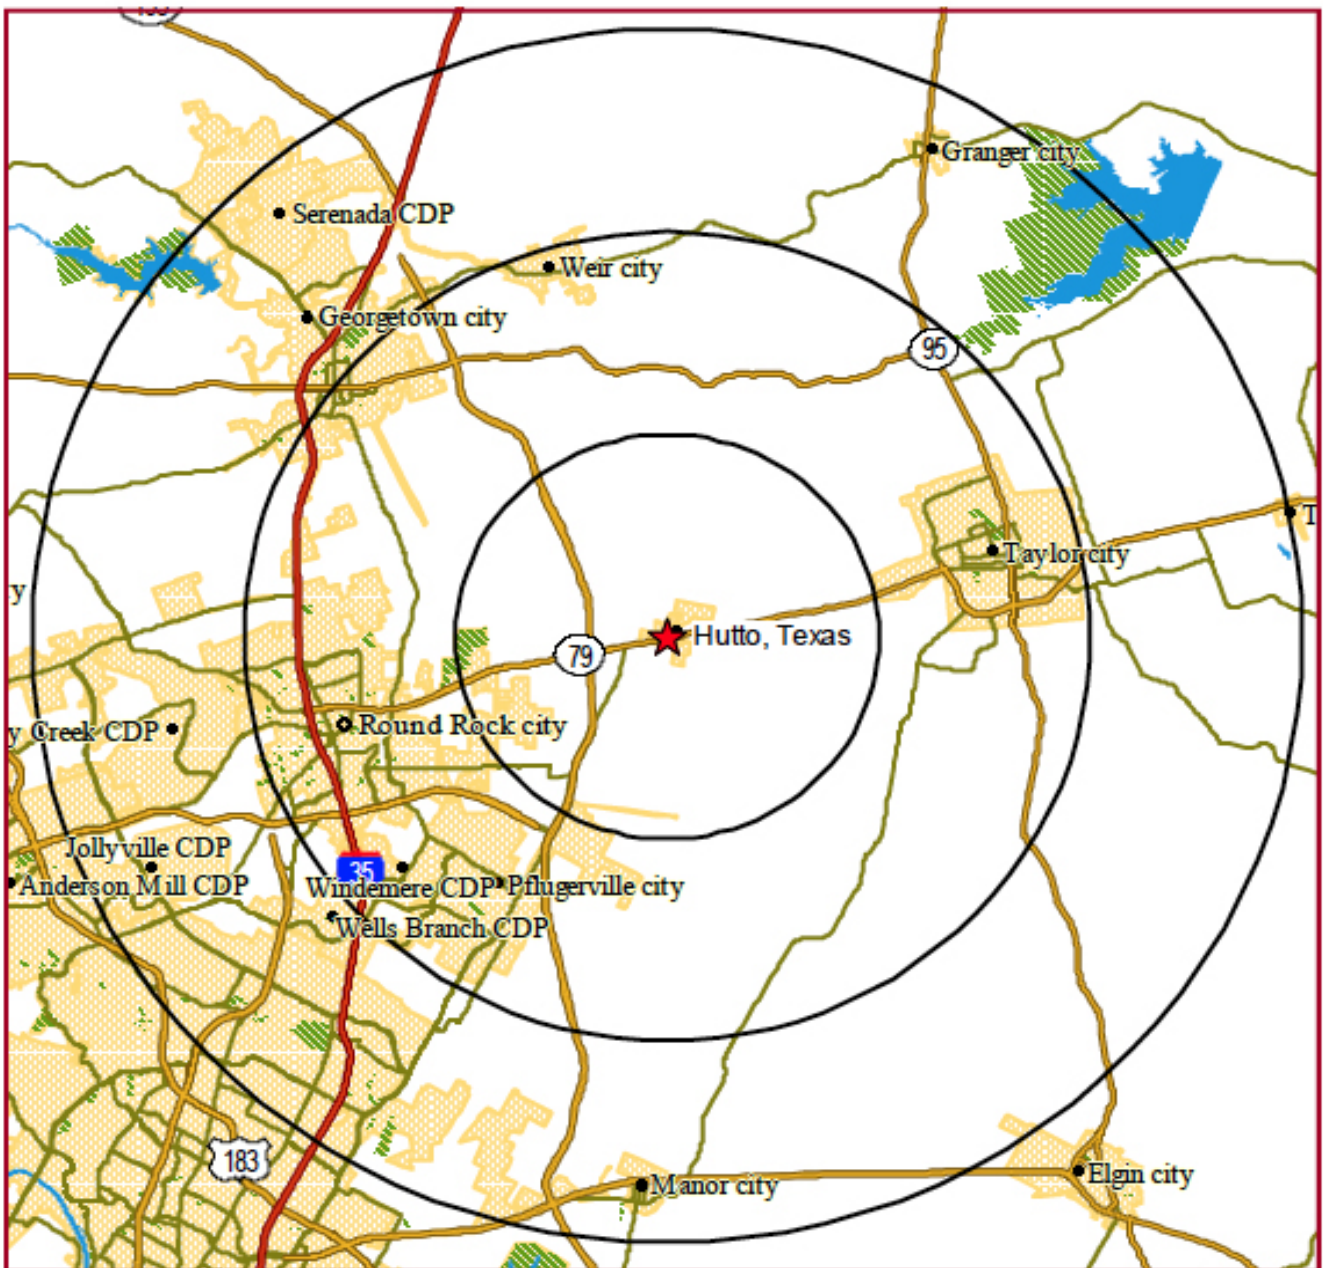 Granger city
Serenada CDP
Weir city
Georgetown city
95
Taylor city
Hutto, Texas
79
Round Rock city
y Creek CDP
Jollyville CDP
35
Anderson Mill CDP
Windemere CDP
Pflugerville city
Wells Branch CDP
183
Elgin city
Manor city
T
y